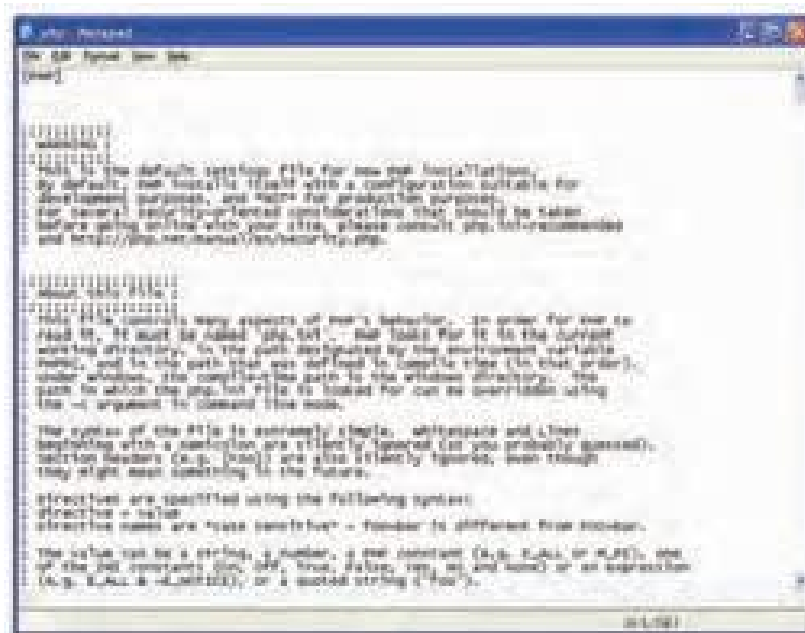 php - Notepad
File Edit Format View Help
[PHP]
;;;;;;;;;;;
; WARNING ;
;;;;;;;;;;;
; This is the default settings file for new PHP installations.
; By default, PHP installs itself with a configuration suitable for
; development purposes, and *NOT* for production purposes.
; For several security-oriented considerations that should be taken
; before going online with your site, please consult php.ini-recommended
; and http://php.net/manual/en/security.php.
;;;;;;;;;;;;;;;;;;;
; About this file ;
;;;;;;;;;;;;;;;;;;;
; This file controls many aspects of PHP's behavior. In order for PHP to
; read it, it must be named 'php.ini'. PHP looks for it in the current
; working directory, in the path designated by the environment variable
; PHPRC, and in the path that was defined in compile time (in that order).
; Under Windows, the compile-time path is the Windows directory. The
; path in which the php.ini file is looked for can be overridden using
; the -c argument in command line mode.
; The syntax of the file is extremely simple. Whitespace and Lines
; beginning with a semicolon are silently ignored (as you probably guessed).
; Section headers (e.g. [Foo]) are also silently ignored, even though
; they might mean something in the future.
; Directives are specified using the following syntax:
; directive = value
; Directive names are *case sensitive* - foo=bar is different from FOO=bar.
; The value can be a string, a number, a PHP constant (e.g. E_ALL or M_PI), one
; of the INI constants (On, Off, True, False, Yes, No and None) or an expression
; (e.g. E_ALL & ~E_NOTICE), or a quoted string ("foo").